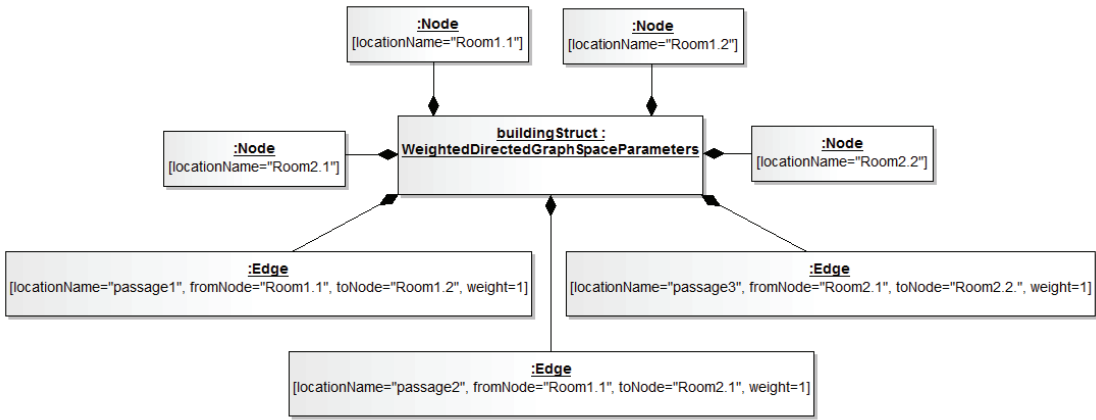 :Node
[locationName="Room1.1"]
:Node
[locationName="Room1.2"]
:Node
[locationName="Room2.1"]
buildingStruct :
WeightedDirectedGraphSpaceParameters
:Node
[locationName="Room2.2"]
:Edge
[locationName="passage1", fromNode="Room1.1", toNode="Room1.2", weight=1]
:Edge
[locationName="passage3", fromNode="Room2.1", toNode="Room2.2.", weight=1]
:Edge
[locationName="passage2", fromNode="Room1.1", toNode="Room2.1", weight=1]